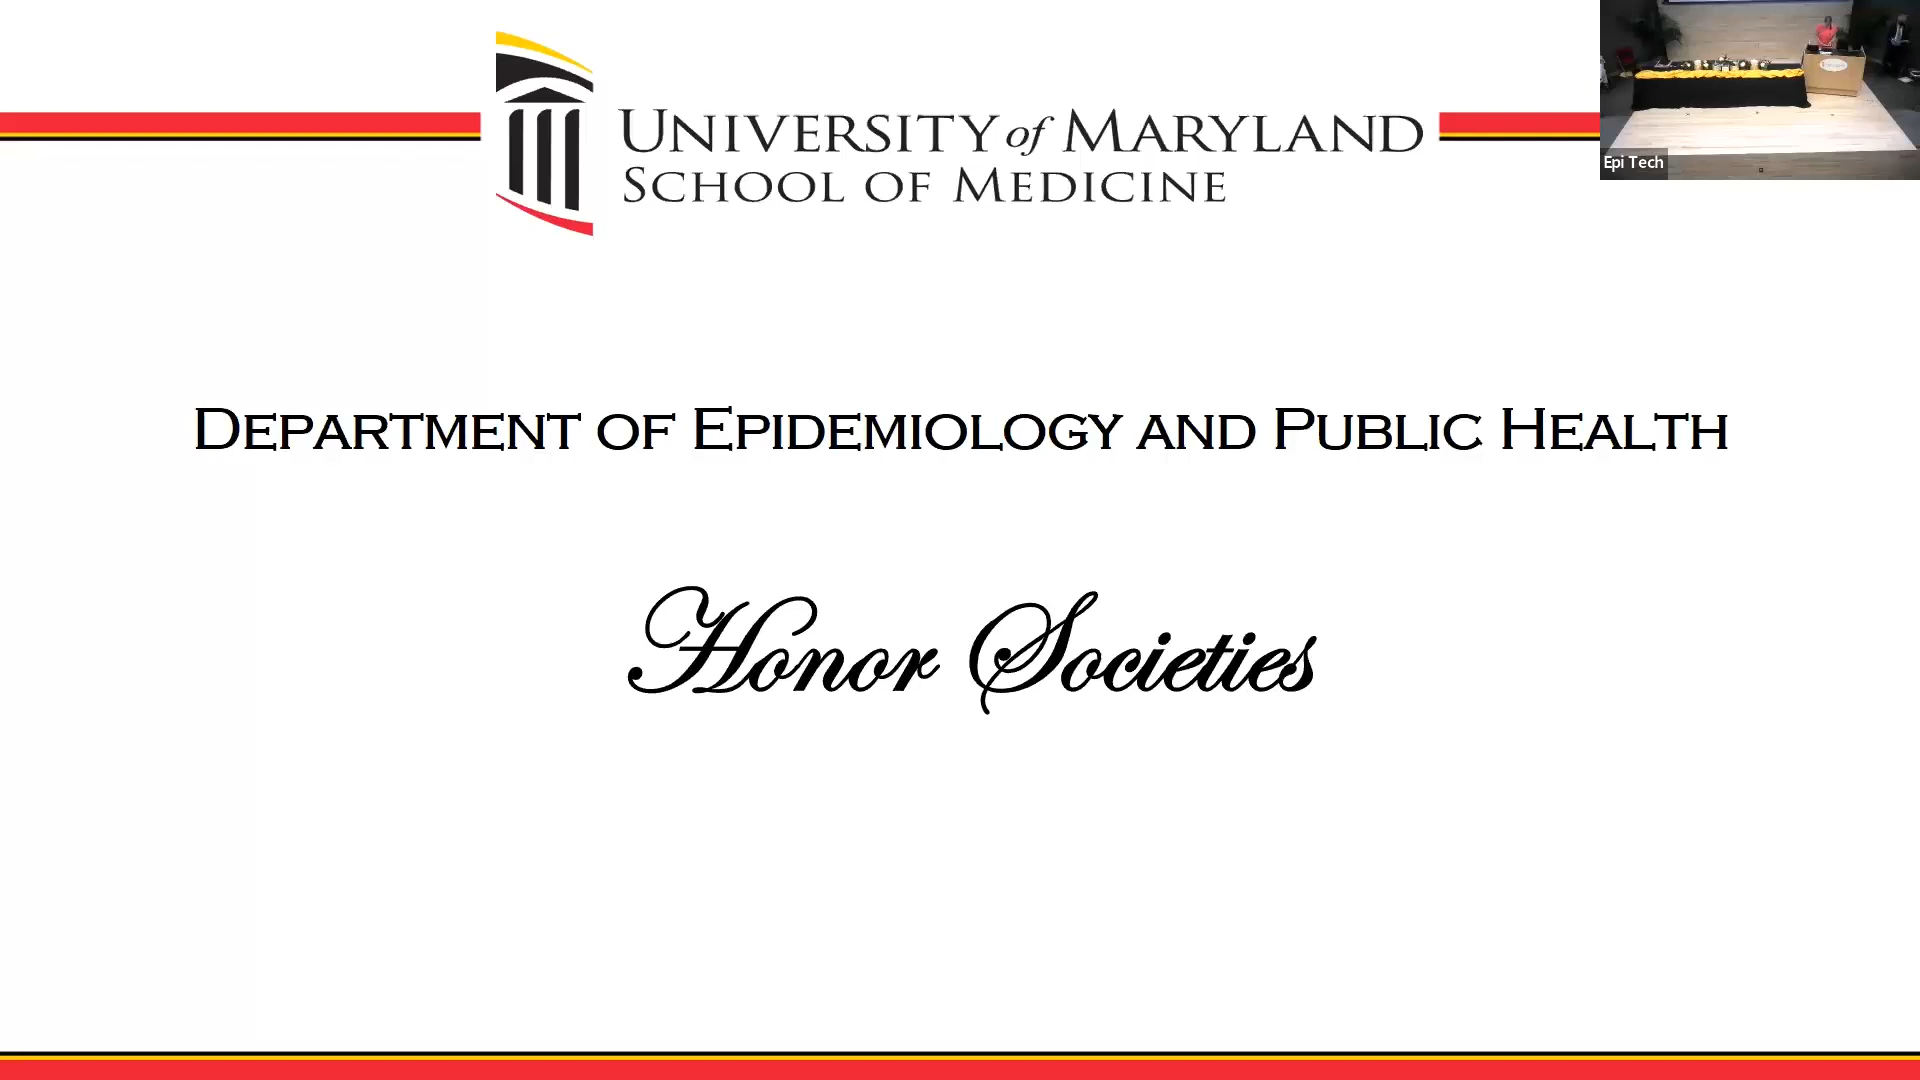 UNIVERSITY of MARYLAND
SCHOOL OF MEDICINE
Epi Tech
DEPARTMENT OF EPIDEMIOLOGY AND PUBLIC HEALTH
Honor Societies